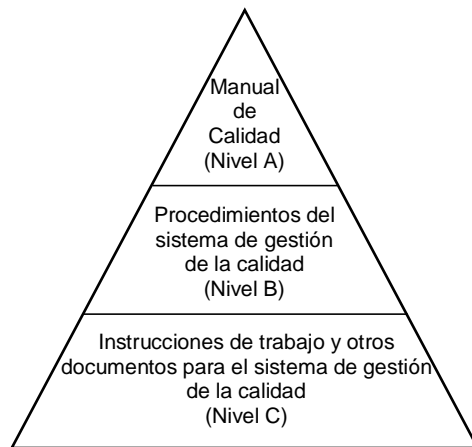 Manual
de
Calidad
(Nivel A)
Procedimientos del
sistema de gestión
de la calidad
(Nivel B)
Instrucciones de trabajo y otros
documentos para el sistema de gestión
de la calidad
(Nivel C)